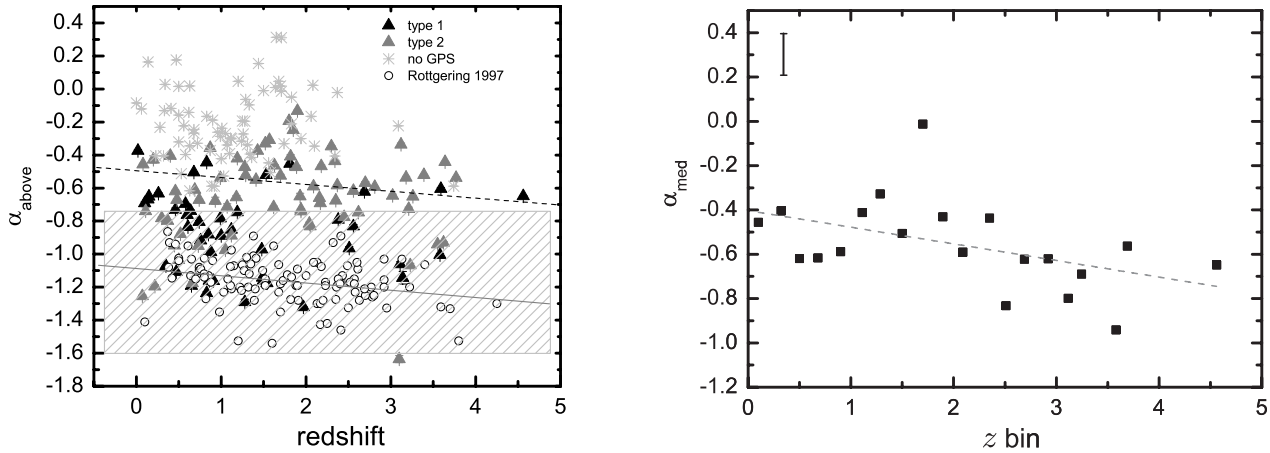 0.4
0.2
0.0
-0.2
-0.4
-0.6
-0.8
-1.0
-1.2
-1.4
-1.6
-1.8
α above
type 1
type 2
no GPS
Rottgering 1997
0 1 2 3 4 5
redshift
0.4
0.2
0.0
-0.2
-0.4
-0.6
-0.8
-1.0
-1.2
α med
0 1 2 3 4 5
z bin